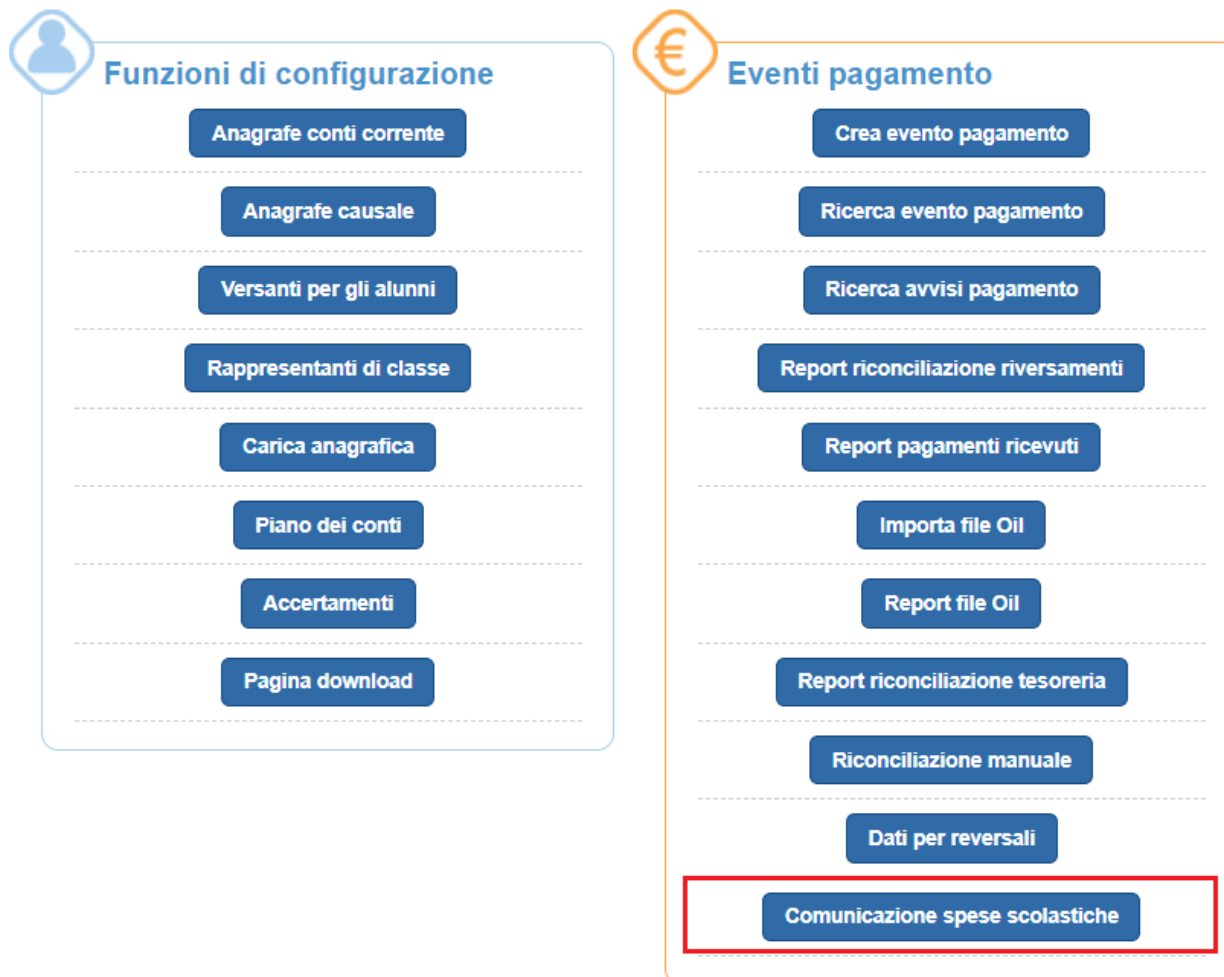 Funzioni di configurazione
Anagrafe conti corrente
Anagrafe causale
Versanti per gli alunni
Rappresentanti di classe
Carica anagrafica
Piano dei conti
Accertamenti
Pagina download
€
Eventi pagamento
Crea evento pagamento
Ricerca evento pagamento
Ricerca avvisi pagamento
Report riconciliazione riversamenti
Report pagamenti ricevuti
Importa file Oil
Report file Oil
Report riconciliazione tesoreria
Riconciliazione manuale
Dati per reversali
Comunicazione spese scolastiche